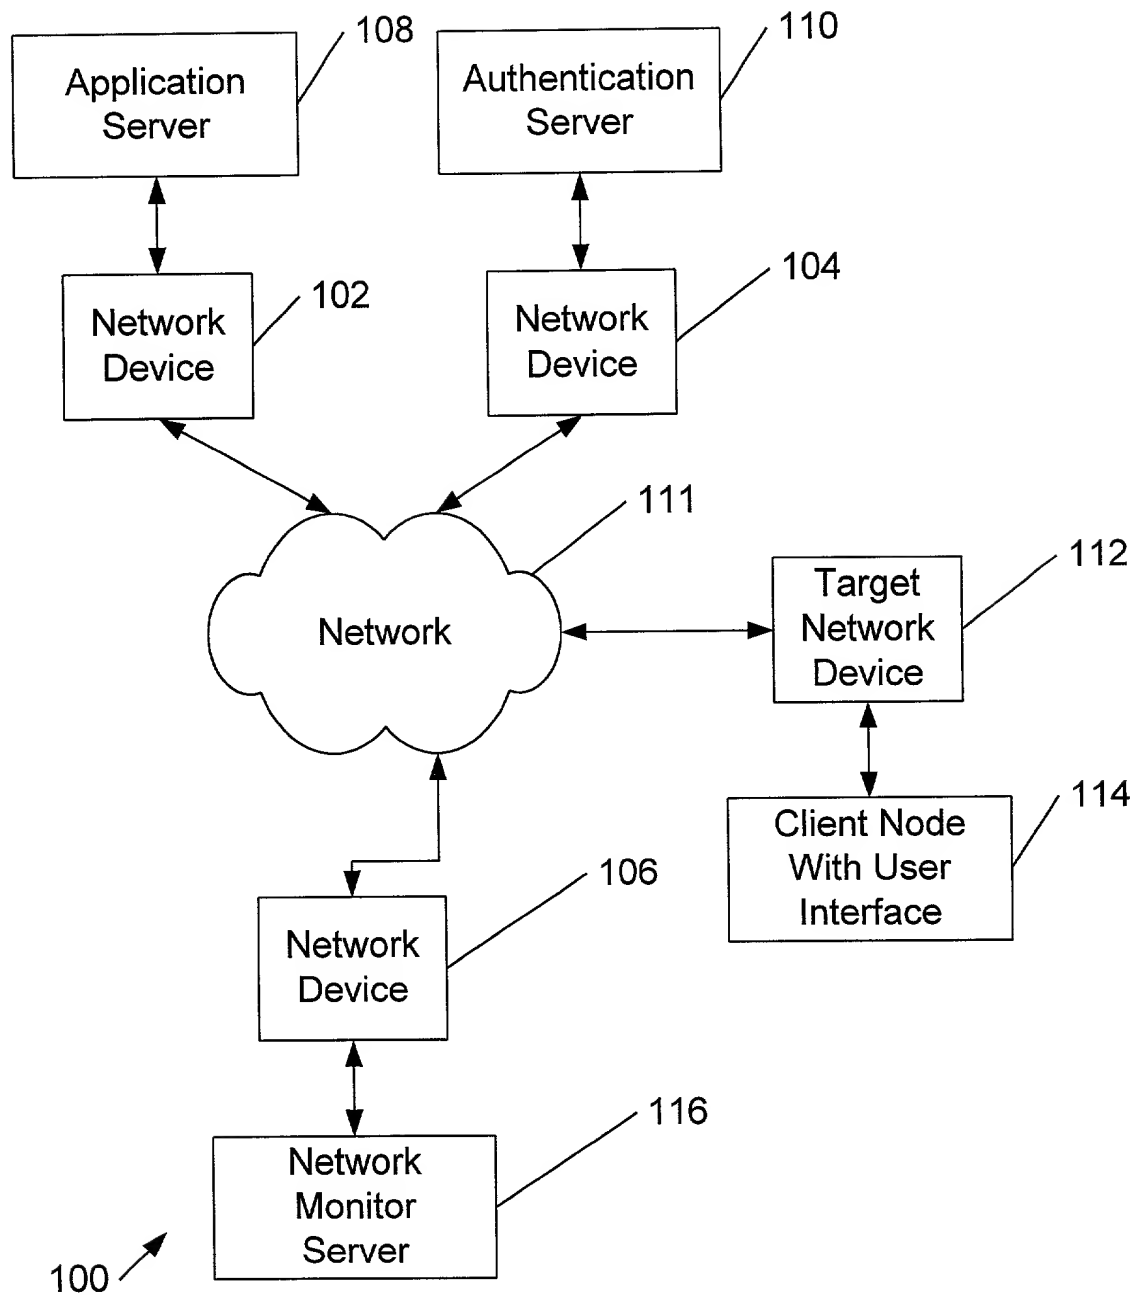 108
110
Application
Server
Authentication
Server
102
104
Network
Device
Network
Device
111
112
Network
Target
Network
Device
114
Client Node
With User
Interface
106
Network
Device
116
Network
Monitor
Server
100